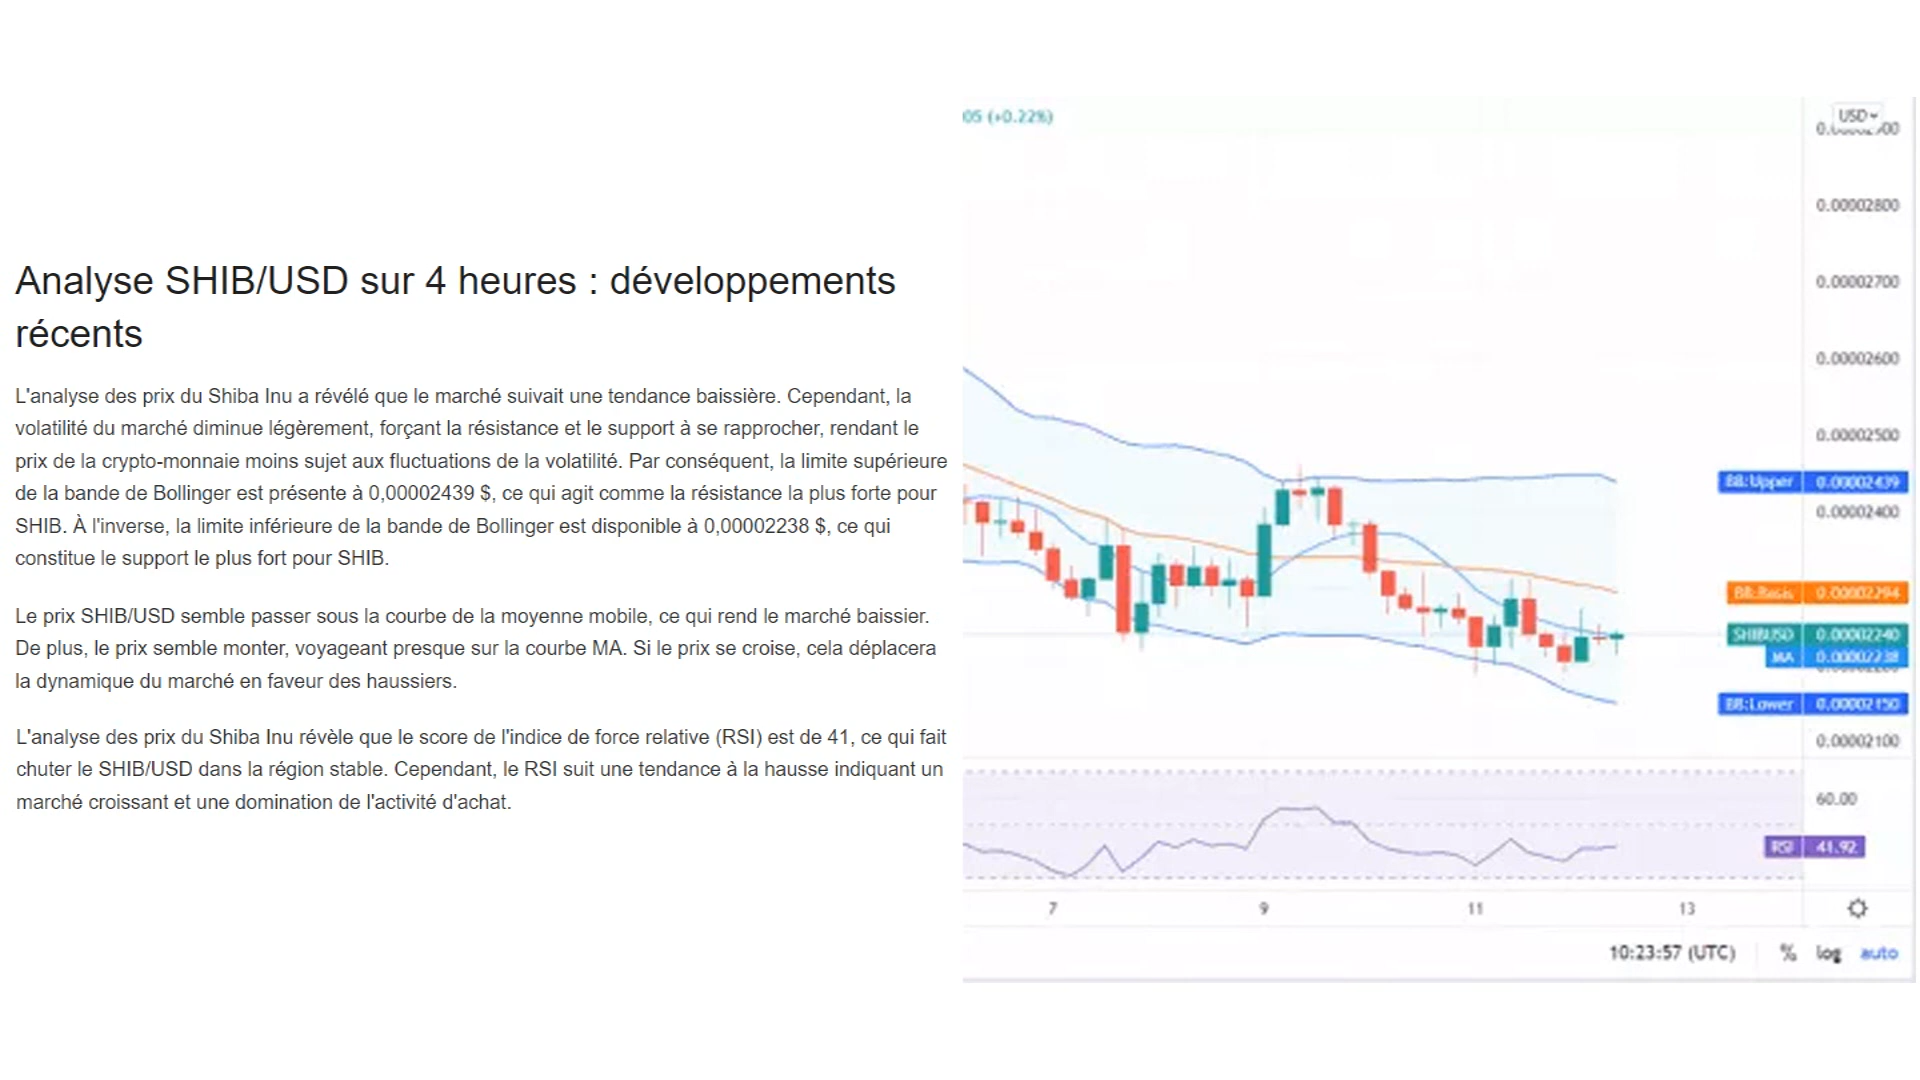 Analyse SHIB/USD sur 4 heures : développements
récents
L'analyse des prix du Shiba Inu a révélé que le marché suivait une tendance baissière. Cependant, la
volatilité du marché diminue légèrement, forçant la résistance et le support à se rapprocher, rendant le
prix de la crypto-monnaie moins sujet aux fluctuations de la volatilité. Par conséquent, la limite supérieure
de la bande de Bollinger est présente à 0,00002439 $, ce qui agit comme la résistance la plus forte pour
SHIB. À l'inverse, la limite inférieure de la bande de Bollinger est disponible à 0,00002238 $, ce qui
constitue le support le plus fort pour SHIB.
Le prix SHIB/USD semble passer sous la courbe de la moyenne mobile, ce qui rend le marché baissier.
De plus, le prix semble monter, voyageant presque sur la courbe MA. Si le prix se croise, cela déplacera
la dynamique du marché en faveur des haussiers.
L'analyse des prix du Shiba Inu révèle que le score de l'indice de force relative (RSI) est de 41, ce qui fait
chuter le SHIB/USD dans la région stable. Cependant, le RSI suit une tendance à la hausse indiquant un
marché croissant et une domination de l'activité d'achat.
05 (+0.22%)
USD
0.00002800
0.00002700
0.00002600
0.00002500
BB:Upper 0.00002439
0.00002400
BB:Basis 0.00002294
SHIBUSD 0.00002240
MA 0.00002238
BB:Lower 0.00002150
0.00002100
60.00
RSI 41.92
7 9 11 13
10:23:57 (UTC) % log auto